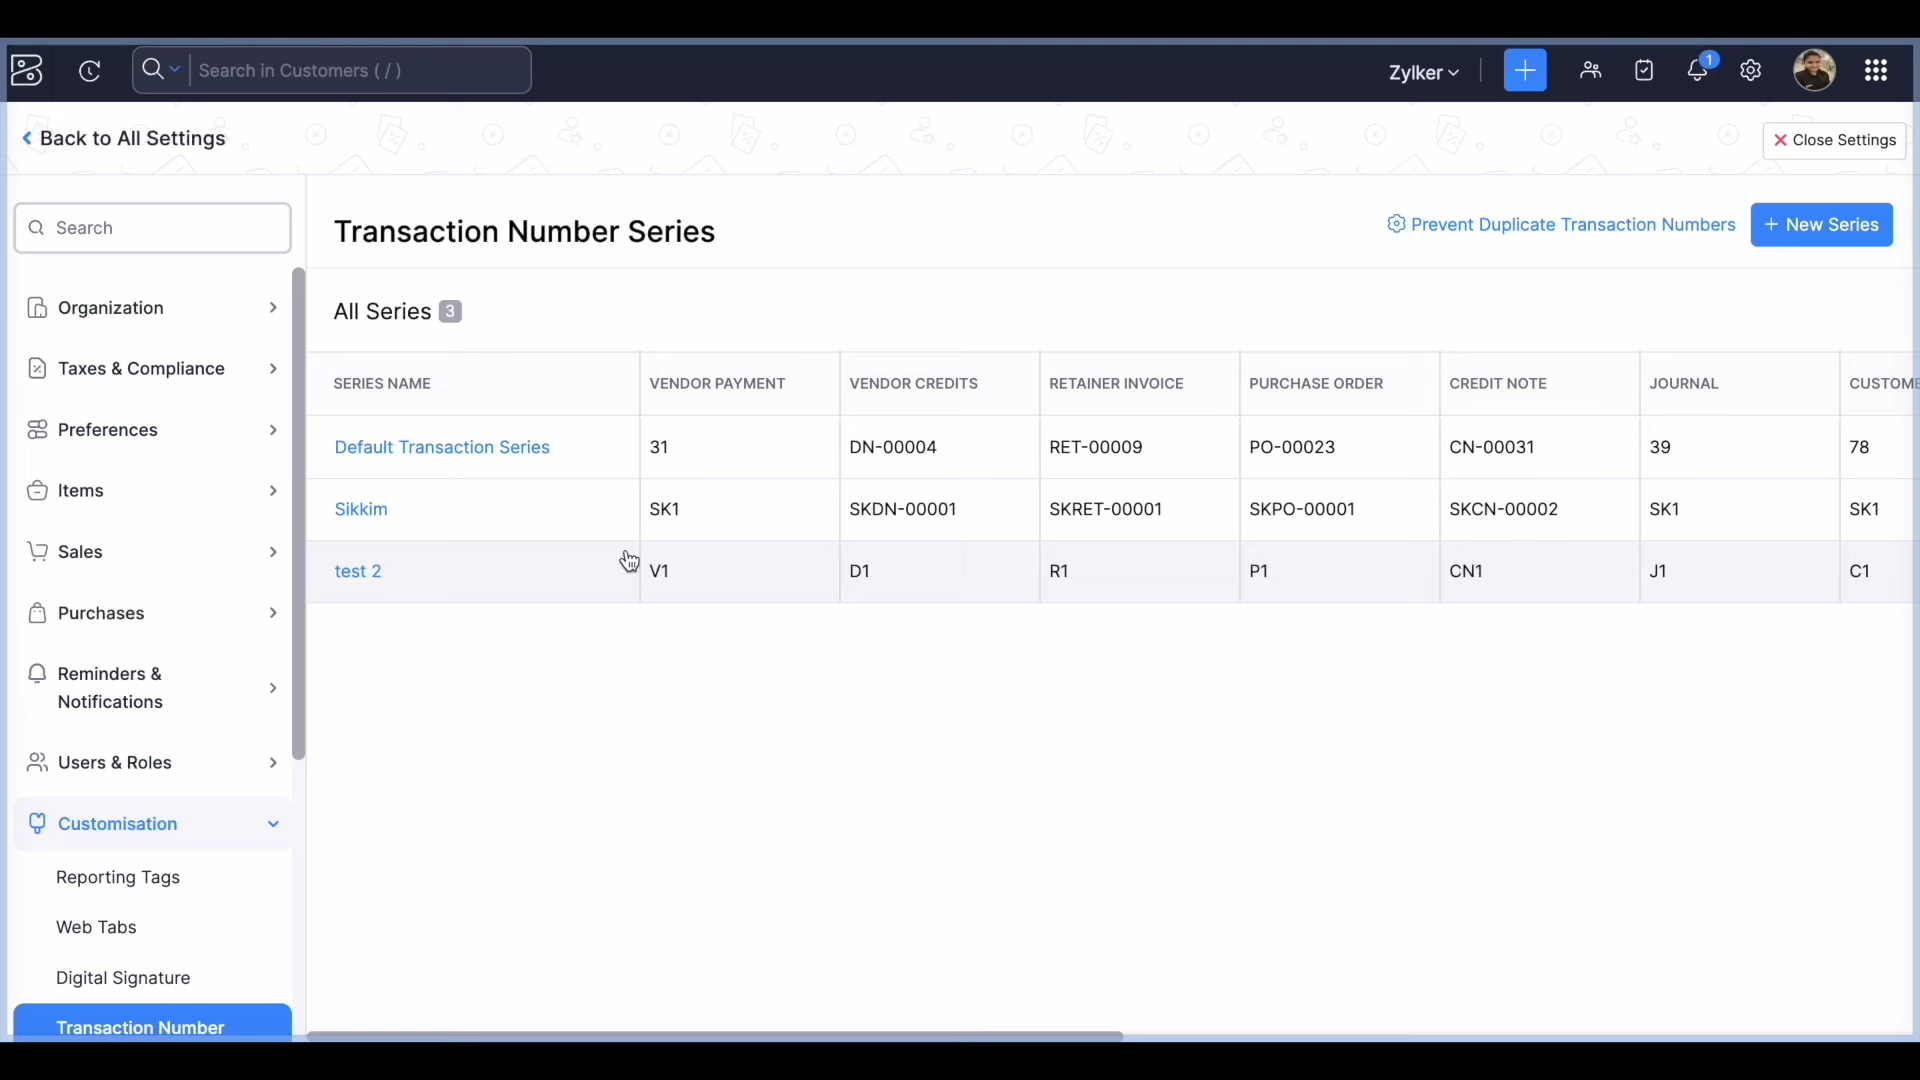 Search in Customers ( / )
Zylker
1
Back to All Settings
Close Settings
Search
Organization
Taxes & Compliance
Preferences
Items
Sales
Purchases
Reminders &
Notifications
Users & Roles
Customisation
Reporting Tags
Web Tabs
Digital Signature
Transaction Number
Transaction Number Series
Prevent Duplicate Transaction Numbers
+ New Series
All Series 3
SERIES NAME VENDOR PAYMENT VENDOR CREDITS RETAINER INVOICE PURCHASE ORDER CREDIT NOTE JOURNAL CUSTOME
Default Transaction Series 31 DN-00004 RET-00009 PO-00023 CN-00031 39 78
Sikkim SK1 SKDN-00001 SKRET-00001 SKPO-00001 SKCN-00002 SK1 SK1
test 2 V1 D1 R1 P1 CN1 J1 C1